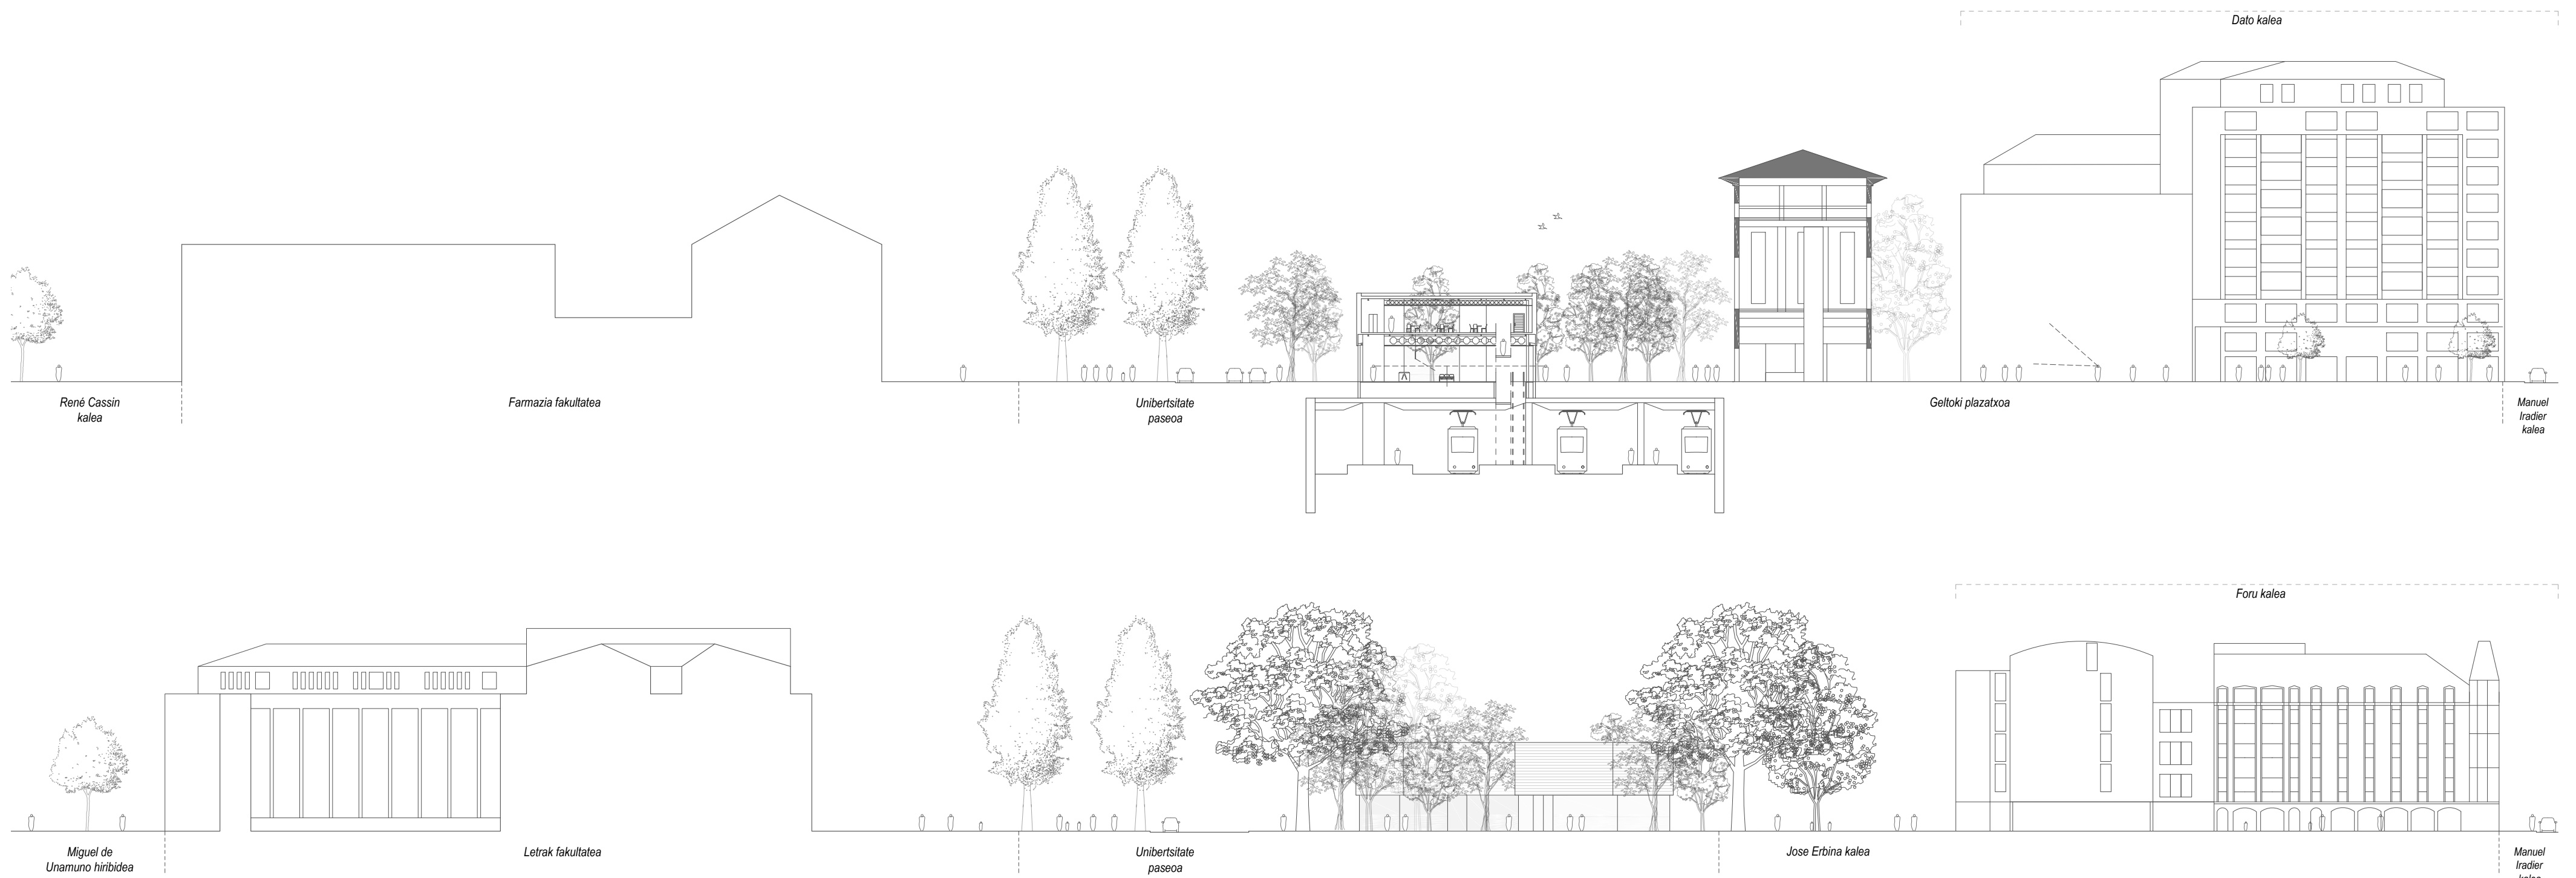 Dato kalea
René Cassin
kalea
Farmazia fakultatea
Unibertsitate
paseoa
Geltoki plazatxoa
Manuel
Iradier
kalea
Foru kalea
Miguel de
Unamuno hiribidea
Letrak fakultatea
Unibertsitate
paseoa
Jose Erbina kalea
Manuel
Iradier
kalea